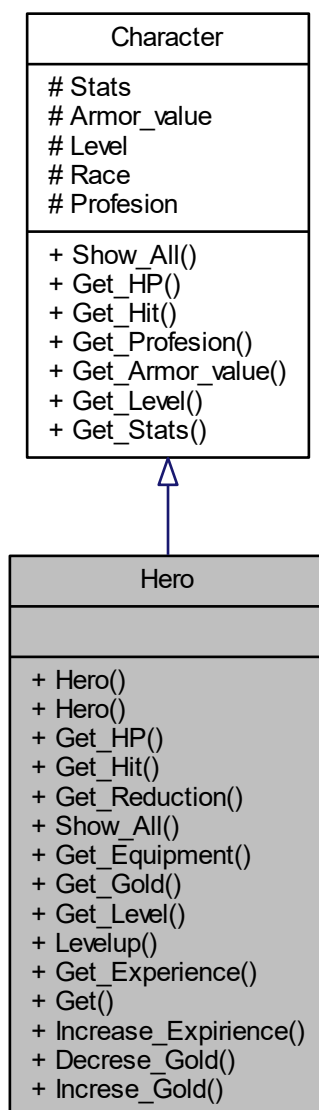 Character
# Stats
# Armor_value
# Level
# Race
# Profesion
+ Show_All()
+ Get_HP()
+ Get_Hit()
+ Get_Profesion()
+ Get_Armor_value()
+ Get_Level()
+ Get_Stats()
Hero
+ Hero()
+ Hero()
+ Get_HP()
+ Get_Hit()
+ Get_Reduction()
+ Show_All()
+ Get_Equipment()
+ Get_Gold()
+ Get_Level()
+ Levelup()
+ Get_Experience()
+ Get()
+ Increase_Expirience()
+ Decrese_Gold()
+ Increse_Gold()